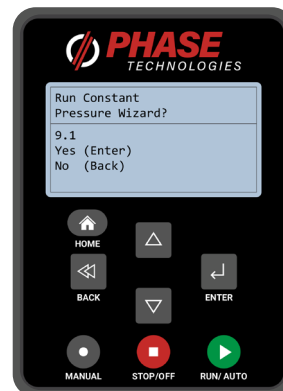 PHASE
TECHNOLOGIES
Run Constant
Pressure Wizard?
9.1
Yes (Enter)
No  (Back)
HOME
BACK
ENTER
MANUAL
STOP/OFF
RUN/ AUTO